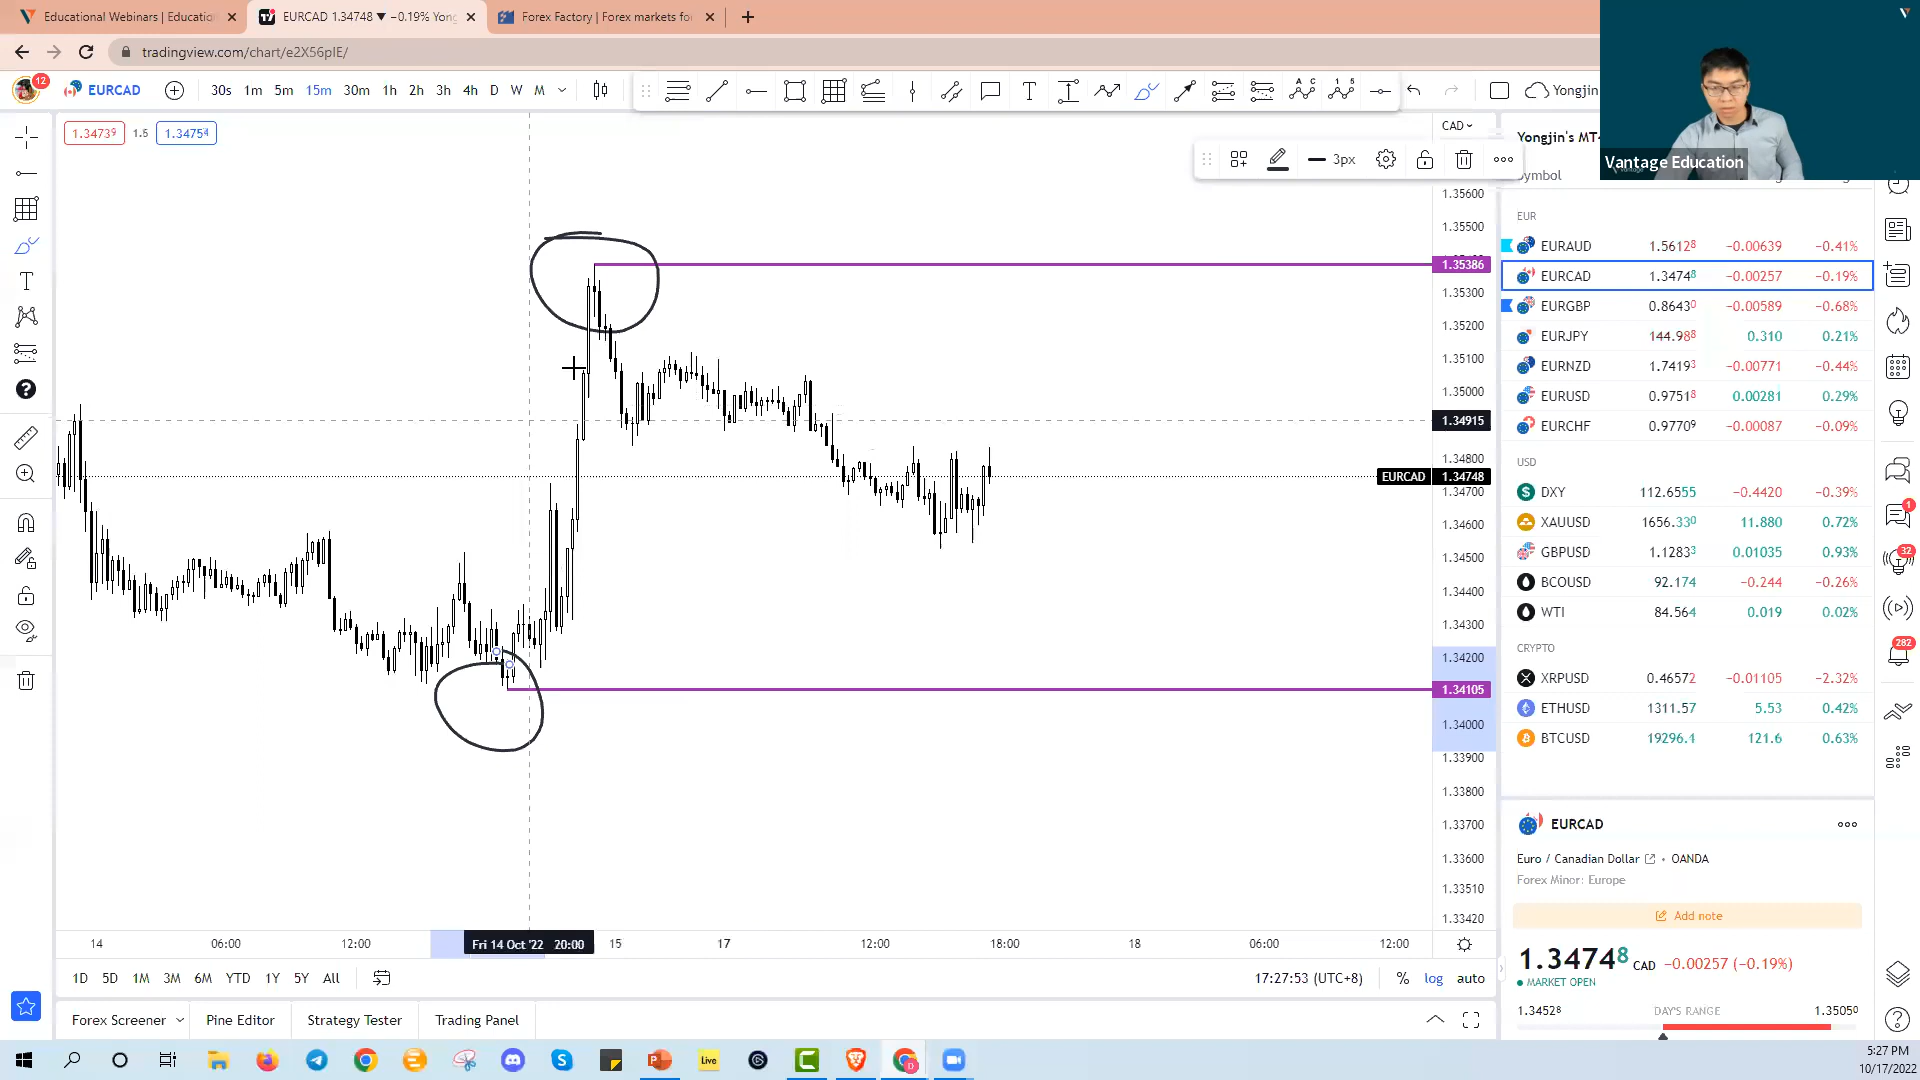 Educational Webinars | Educatio
EURCAD 1.34748 ▼ −0.19% Yong
Forex Factory | Forex markets fo
tradingview.com/chart/e2X56pIE/
12
EURCAD
30s 1m 5m 15m 30m 1h 2h 3h 4h D W M
Yongjin
Vantage Education
1.34739 1.5 1.34754
CAD
3px
Yongjin's MT4
Symbol
1.35600
1.35500
1.35386
1.35300
1.35200
1.35100
1.35000
1.34915
1.34800
EURCAD 1.34748
1.34700
1.34600
1.34500
1.34400
1.34300
1.34200
1.34105
1.34000
1.33900
1.33800
1.33700
1.33600
1.33510
1.33420
EUR
EURAUD 1.56128 −0.00639 −0.41%
EURCAD 1.34748 −0.00257 −0.19%
EURGBP 0.86430 −0.00589 −0.68%
EURJPY 144.988 0.310 0.21%
EURNZD 1.74193 −0.00771 −0.44%
EURUSD 0.97518 0.00281 0.29%
EURCHF 0.97709 −0.00087 −0.09%
USD
DXY 112.6555 −0.4420 −0.39%
XAUUSD 1656.330 11.880 0.72%
GBPUSD 1.12833 0.01035 0.93%
BCOUSD 92.174 −0.244 −0.26%
WTI 84.564 0.019 0.02%
CRYPTO
XRPUSD 0.46572 −0.01105 −2.32%
ETHUSD 1311.57 5.53 0.42%
BTCUSD 19296.1 121.6 0.63%
1
32
282
EURCAD
Euro / Canadian Dollar • OANDA
Forex Minor: Europe
Add note
1.34748 CAD −0.00257 (−0.19%)
MARKET OPEN
1.34528 DAY'S RANGE 1.35050
14 06:00 12:00 Fri 14 Oct '22 20:00 15 17 12:00 18:00 18 06:00 12:00
1D 5D 1M 3M 6M YTD 1Y 5Y All
17:27:53 (UTC+8) % log auto
Forex Screener Pine Editor Strategy Tester Trading Panel
Live
5:27 PM
10/17/2022